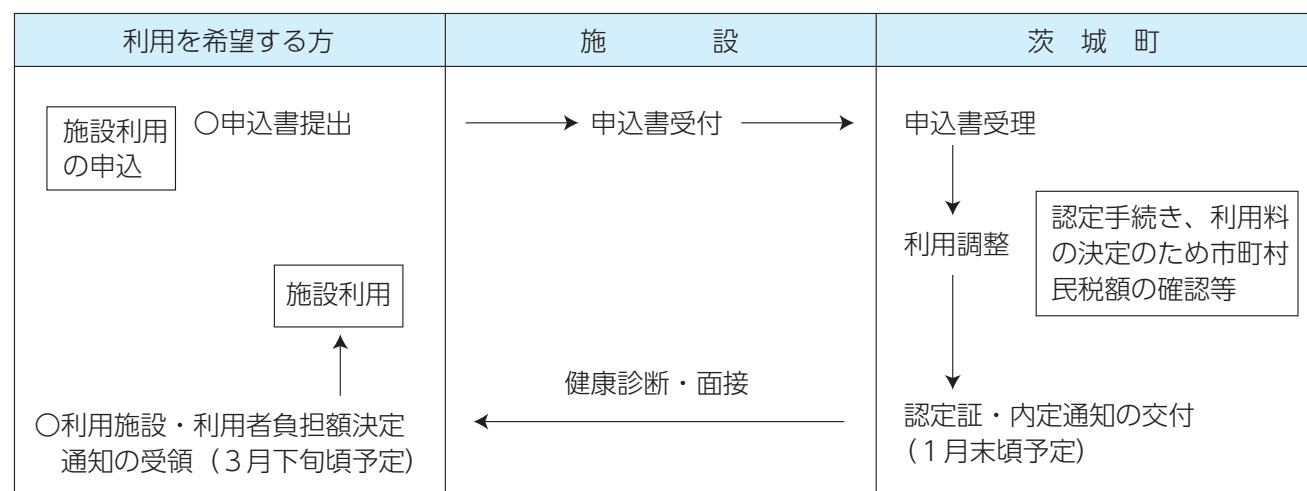 利用を希望する方
施 設
茨 城 町
施設利用
の申込
○申込書提出
申込書受付
申込書受理
利用調整
認定手続き、利用料
の決定のため市町村
民税額の確認等
施設利用
健康診断・面接
認定証・内定通知の交付
(1月末頃予定)
○利用施設・利用者負担額決定
通知の受領(3月下旬頃予定)